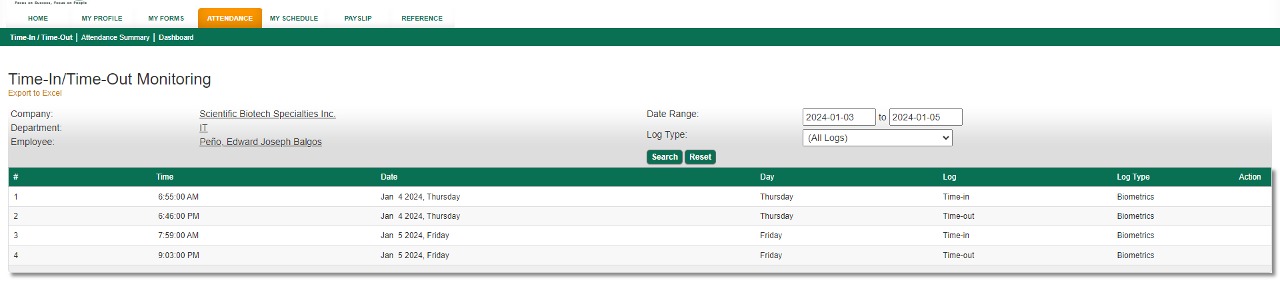 Focus on Success, Focus on People
HOME MY PROFILE MY FORMS ATTENDANCE MY SCHEDULE PAYSLIP REFERENCE
Time-In / Time-Out | Attendance Summary | Dashboard
Time-In/Time-Out Monitoring
Export to Excel
Company: Scientific Biotech Specialties Inc. Date Range: 2024-01-03 to 2024-01-05
Department: IT
Log Type: (All Logs)
Employee: Peño, Edward Joseph Balgos
Search Reset
# Time Date Day Log Log Type Action
1 6:55:00 AM Jan 4 2024, Thursday Thursday Time-in Biometrics
2 6:46:00 PM Jan 4 2024, Thursday Thursday Time-out Biometrics
3 7:59:00 AM Jan 5 2024, Friday Friday Time-in Biometrics
4 9:03:00 PM Jan 5 2024, Friday Friday Time-out Biometrics